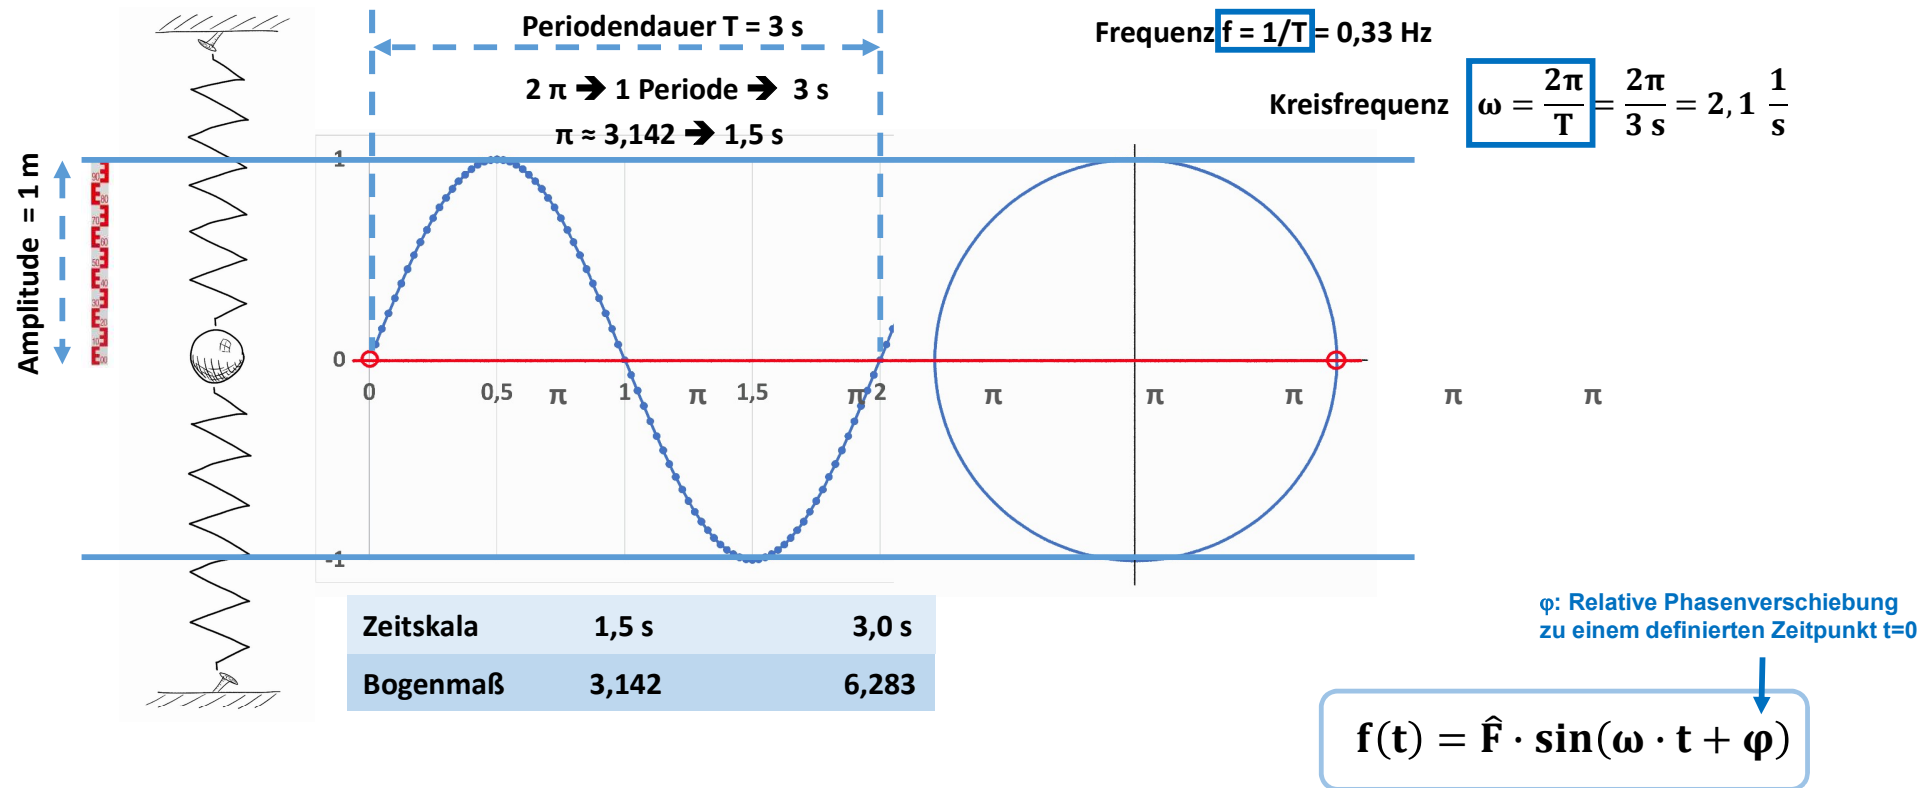 Periodendauer T = 3 s
2 π ➔ 1 Periode ➔ 3 s
π ≈ 3,142 ➔ 1,5 s
Frequenz f = 1/T = 0,33 Hz
Kreisfrequenz ω = 2π/T = 2π/3 s = 2,1 1/s
Amplitude = 1 m
1
0
-1
0 0,5 π 1 π 1,5 π 2 π π π π π
Zeitskala 1,5 s 3,0 s
Bogenmaß 3,142 6,283
φ: Relative Phasenverschiebung
zu einem definierten Zeitpunkt t=0
f(t) = F̂ · sin(ω · t + φ)